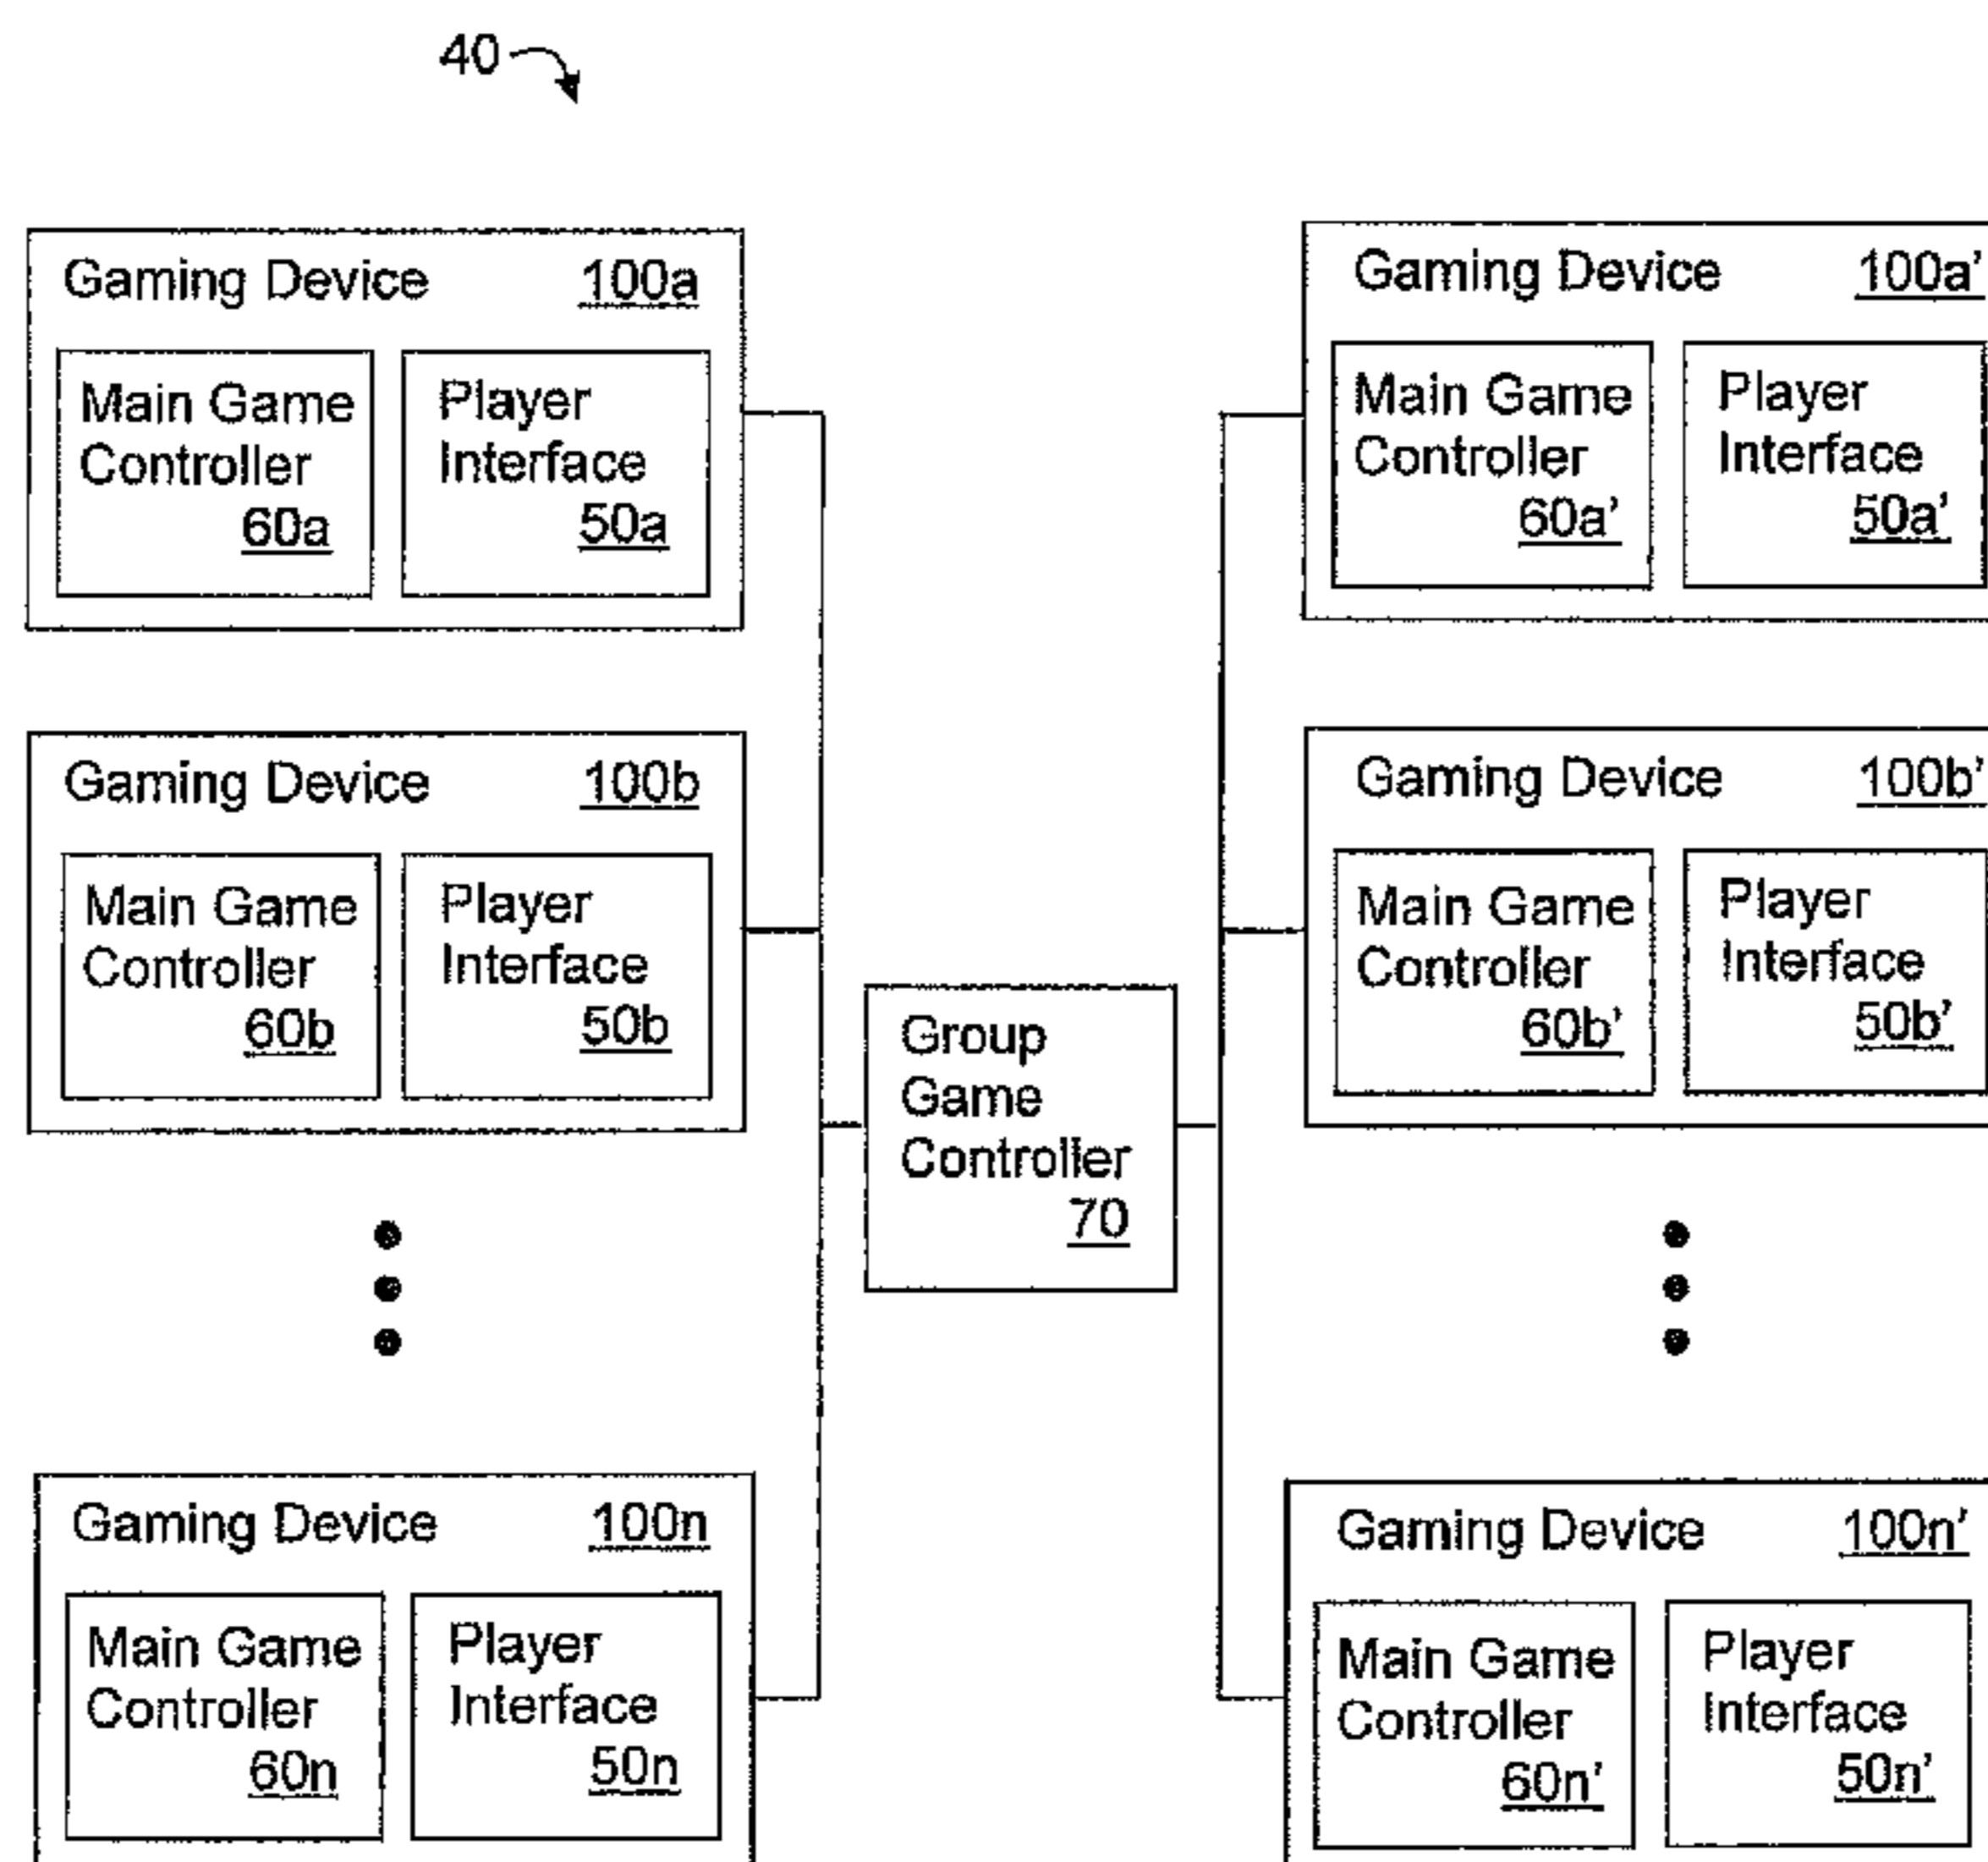 40
Gaming Device 100a
Main Game
Controller
60a
Player
Interface
50a
Gaming Device 100a’
Main Game
Controller
60a’
Player
Interface
50a’
Gaming Device 100b
Main Game
Controller
60b
Player
Interface
50b
Gaming Device 100b’
Main Game
Controller
60b’
Player
Interface
50b’
Group
Game
Controller
70
Gaming Device 100n
Main Game
Controller
60n
Player
Interface
50n
Gaming Device 100n’
Main Game
Controller
60n’
Player
Interface
50n’